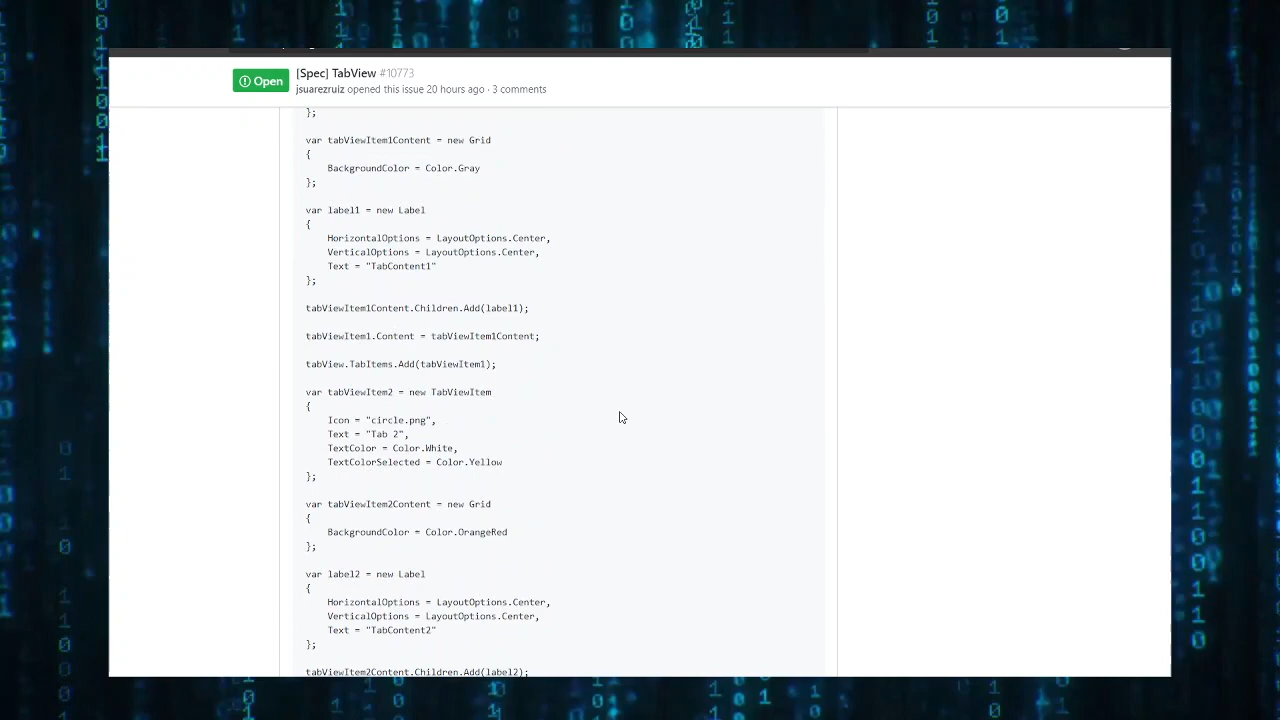 Open
[Spec] TabView #10773
jsuarezruiz opened this issue 20 hours ago · 3 comments
};
var tabViewItem1Content = new Grid
{
BackgroundColor = Color.Gray
};
var label1 = new Label
{
HorizontalOptions = LayoutOptions.Center,
VerticalOptions = LayoutOptions.Center,
Text = "TabContent1"
};
tabViewItem1Content.Children.Add(label1);
tabViewItem1.Content = tabViewItem1Content;
tabView.TabItems.Add(tabViewItem1);
var tabViewItem2 = new TabViewItem
{
Icon = "circle.png",
Text = "Tab 2",
TextColor = Color.White,
TextColorSelected = Color.Yellow
};
var tabViewItem2Content = new Grid
{
BackgroundColor = Color.OrangeRed
};
var label2 = new Label
{
HorizontalOptions = LayoutOptions.Center,
VerticalOptions = LayoutOptions.Center,
Text = "TabContent2"
};
tabViewItem2Content.Children.Add(label2);